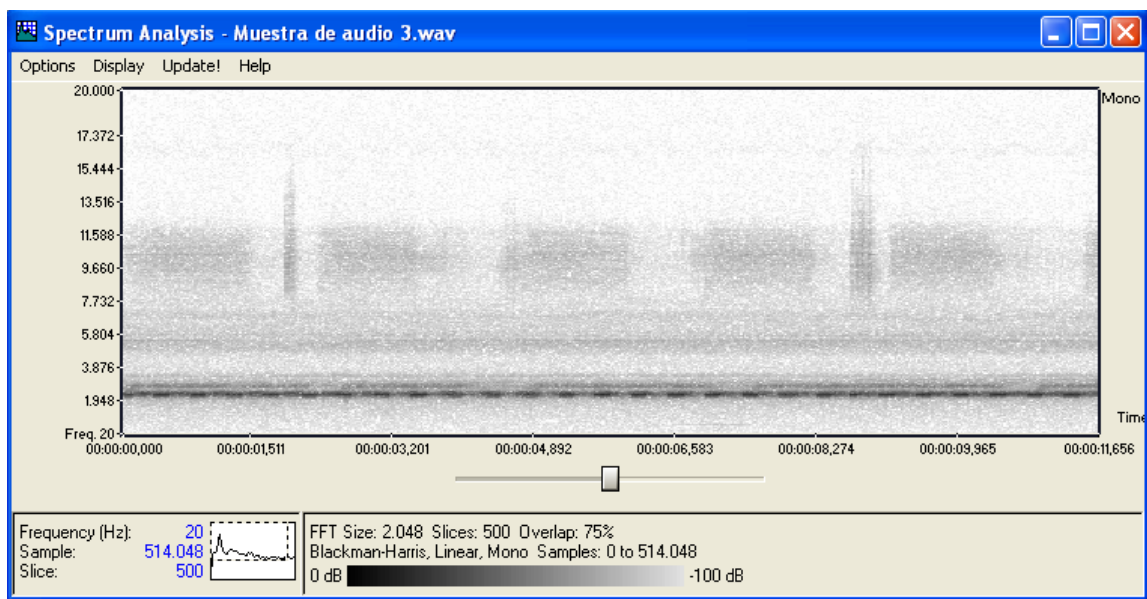 Spectrum Analysis - Muestra de audio 3.wav
Options Display Update! Help
20.000
Mono
17.372
15.444
13.516
11.588
9.660
7.732
5.804
3.876
1.948
Time
Freq. 20
00:00:00,000 00:00:01,511 00:00:03,201 00:00:04,892 00:00:06,583 00:00:08,274 00:00:09,965 00:00:11,656
Frequency (Hz): 20
Sample: 514.048
Slice: 500
FFT Size: 2.048 Slices: 500 Overlap: 75%
Blackman-Harris, Linear, Mono Samples: 0 to 514.048
0 dB -100 dB